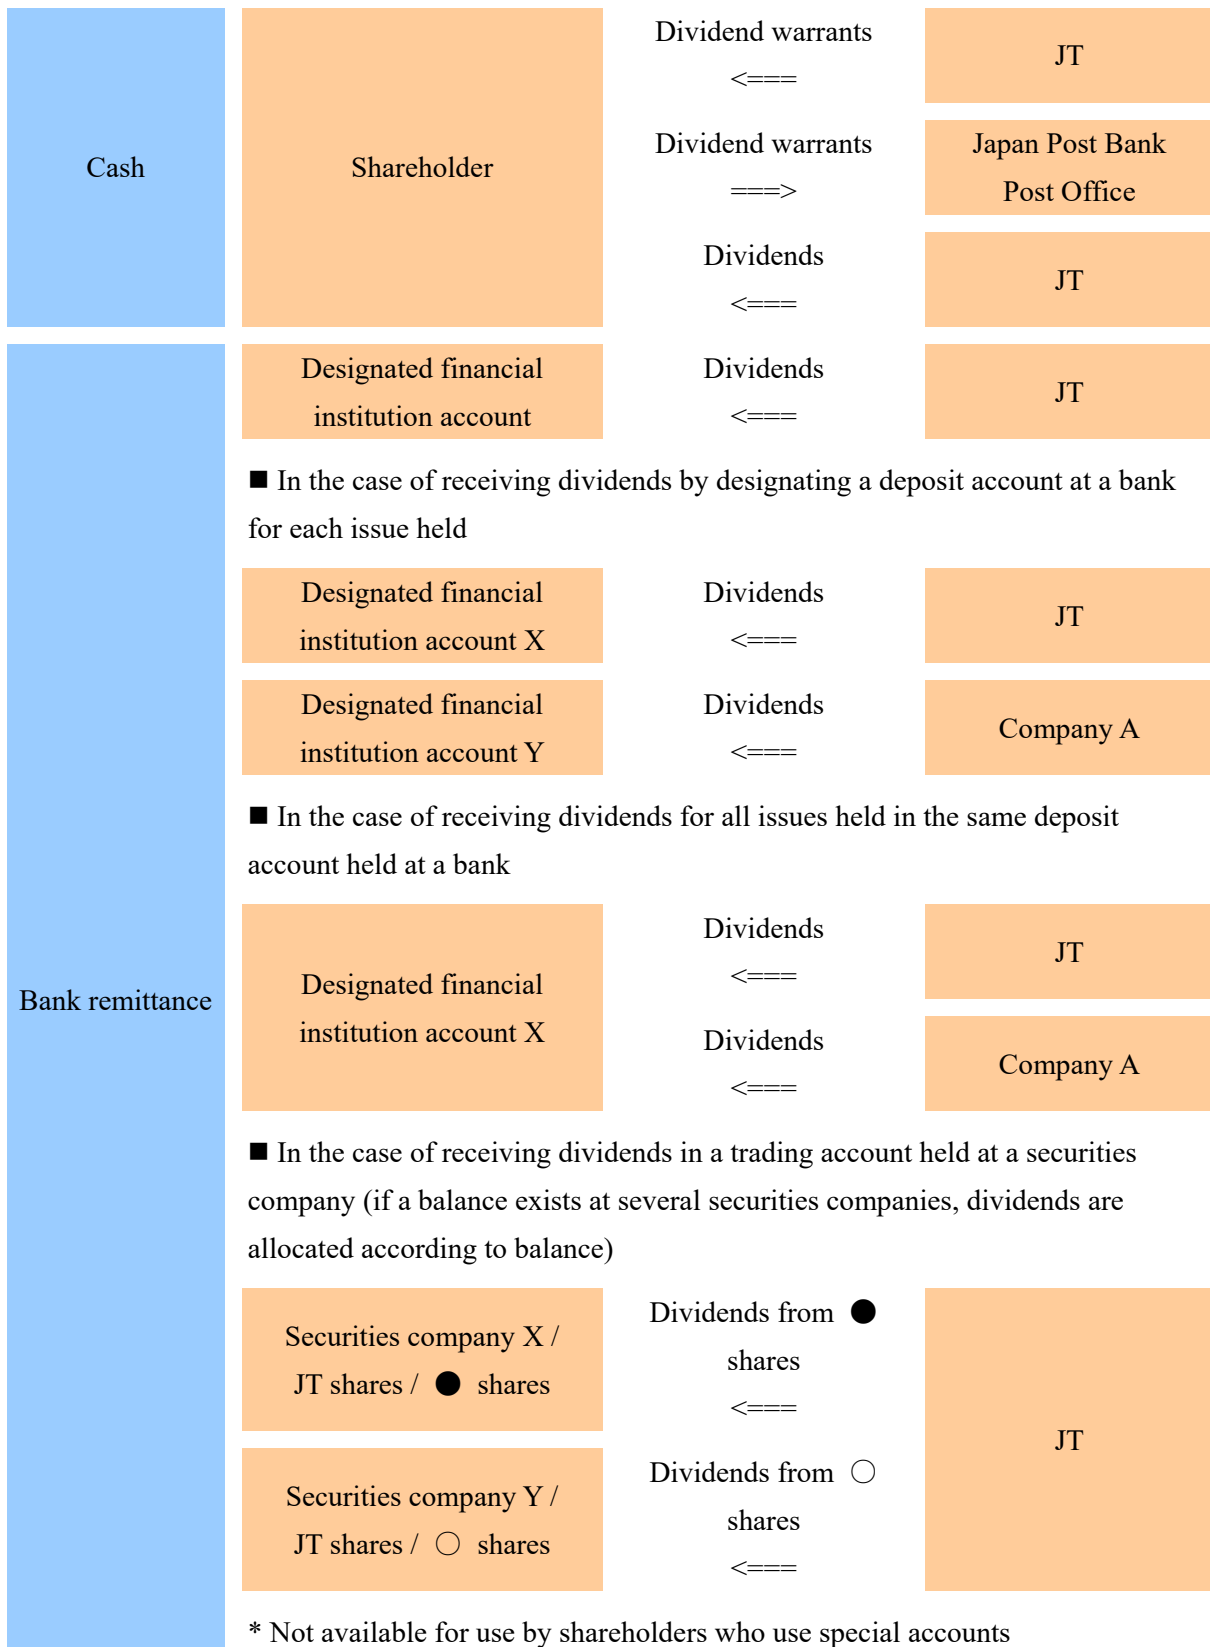 Cash
Shareholder
Dividend warrants
<===
JT
Dividend warrants
===>
Japan Post Bank
Post Office
Dividends
<===
JT
Bank remittance
Designated financial
institution account
Dividends
<===
JT
■ In the case of receiving dividends by designating a deposit account at a bank
for each issue held
Designated financial
institution account X
Dividends
<===
JT
Designated financial
institution account Y
Dividends
<===
Company A
■ In the case of receiving dividends for all issues held in the same deposit
account held at a bank
Designated financial
institution account X
Dividends
<===
JT
Dividends
<===
Company A
■ In the case of receiving dividends in a trading account held at a securities
company (if a balance exists at several securities companies, dividends are
allocated according to balance)
Securities company X /
JT shares / ● shares
Dividends from ●
shares
<===
JT
Securities company Y /
JT shares / ○ shares
Dividends from ○
shares
<===
* Not available for use by shareholders who use special accounts